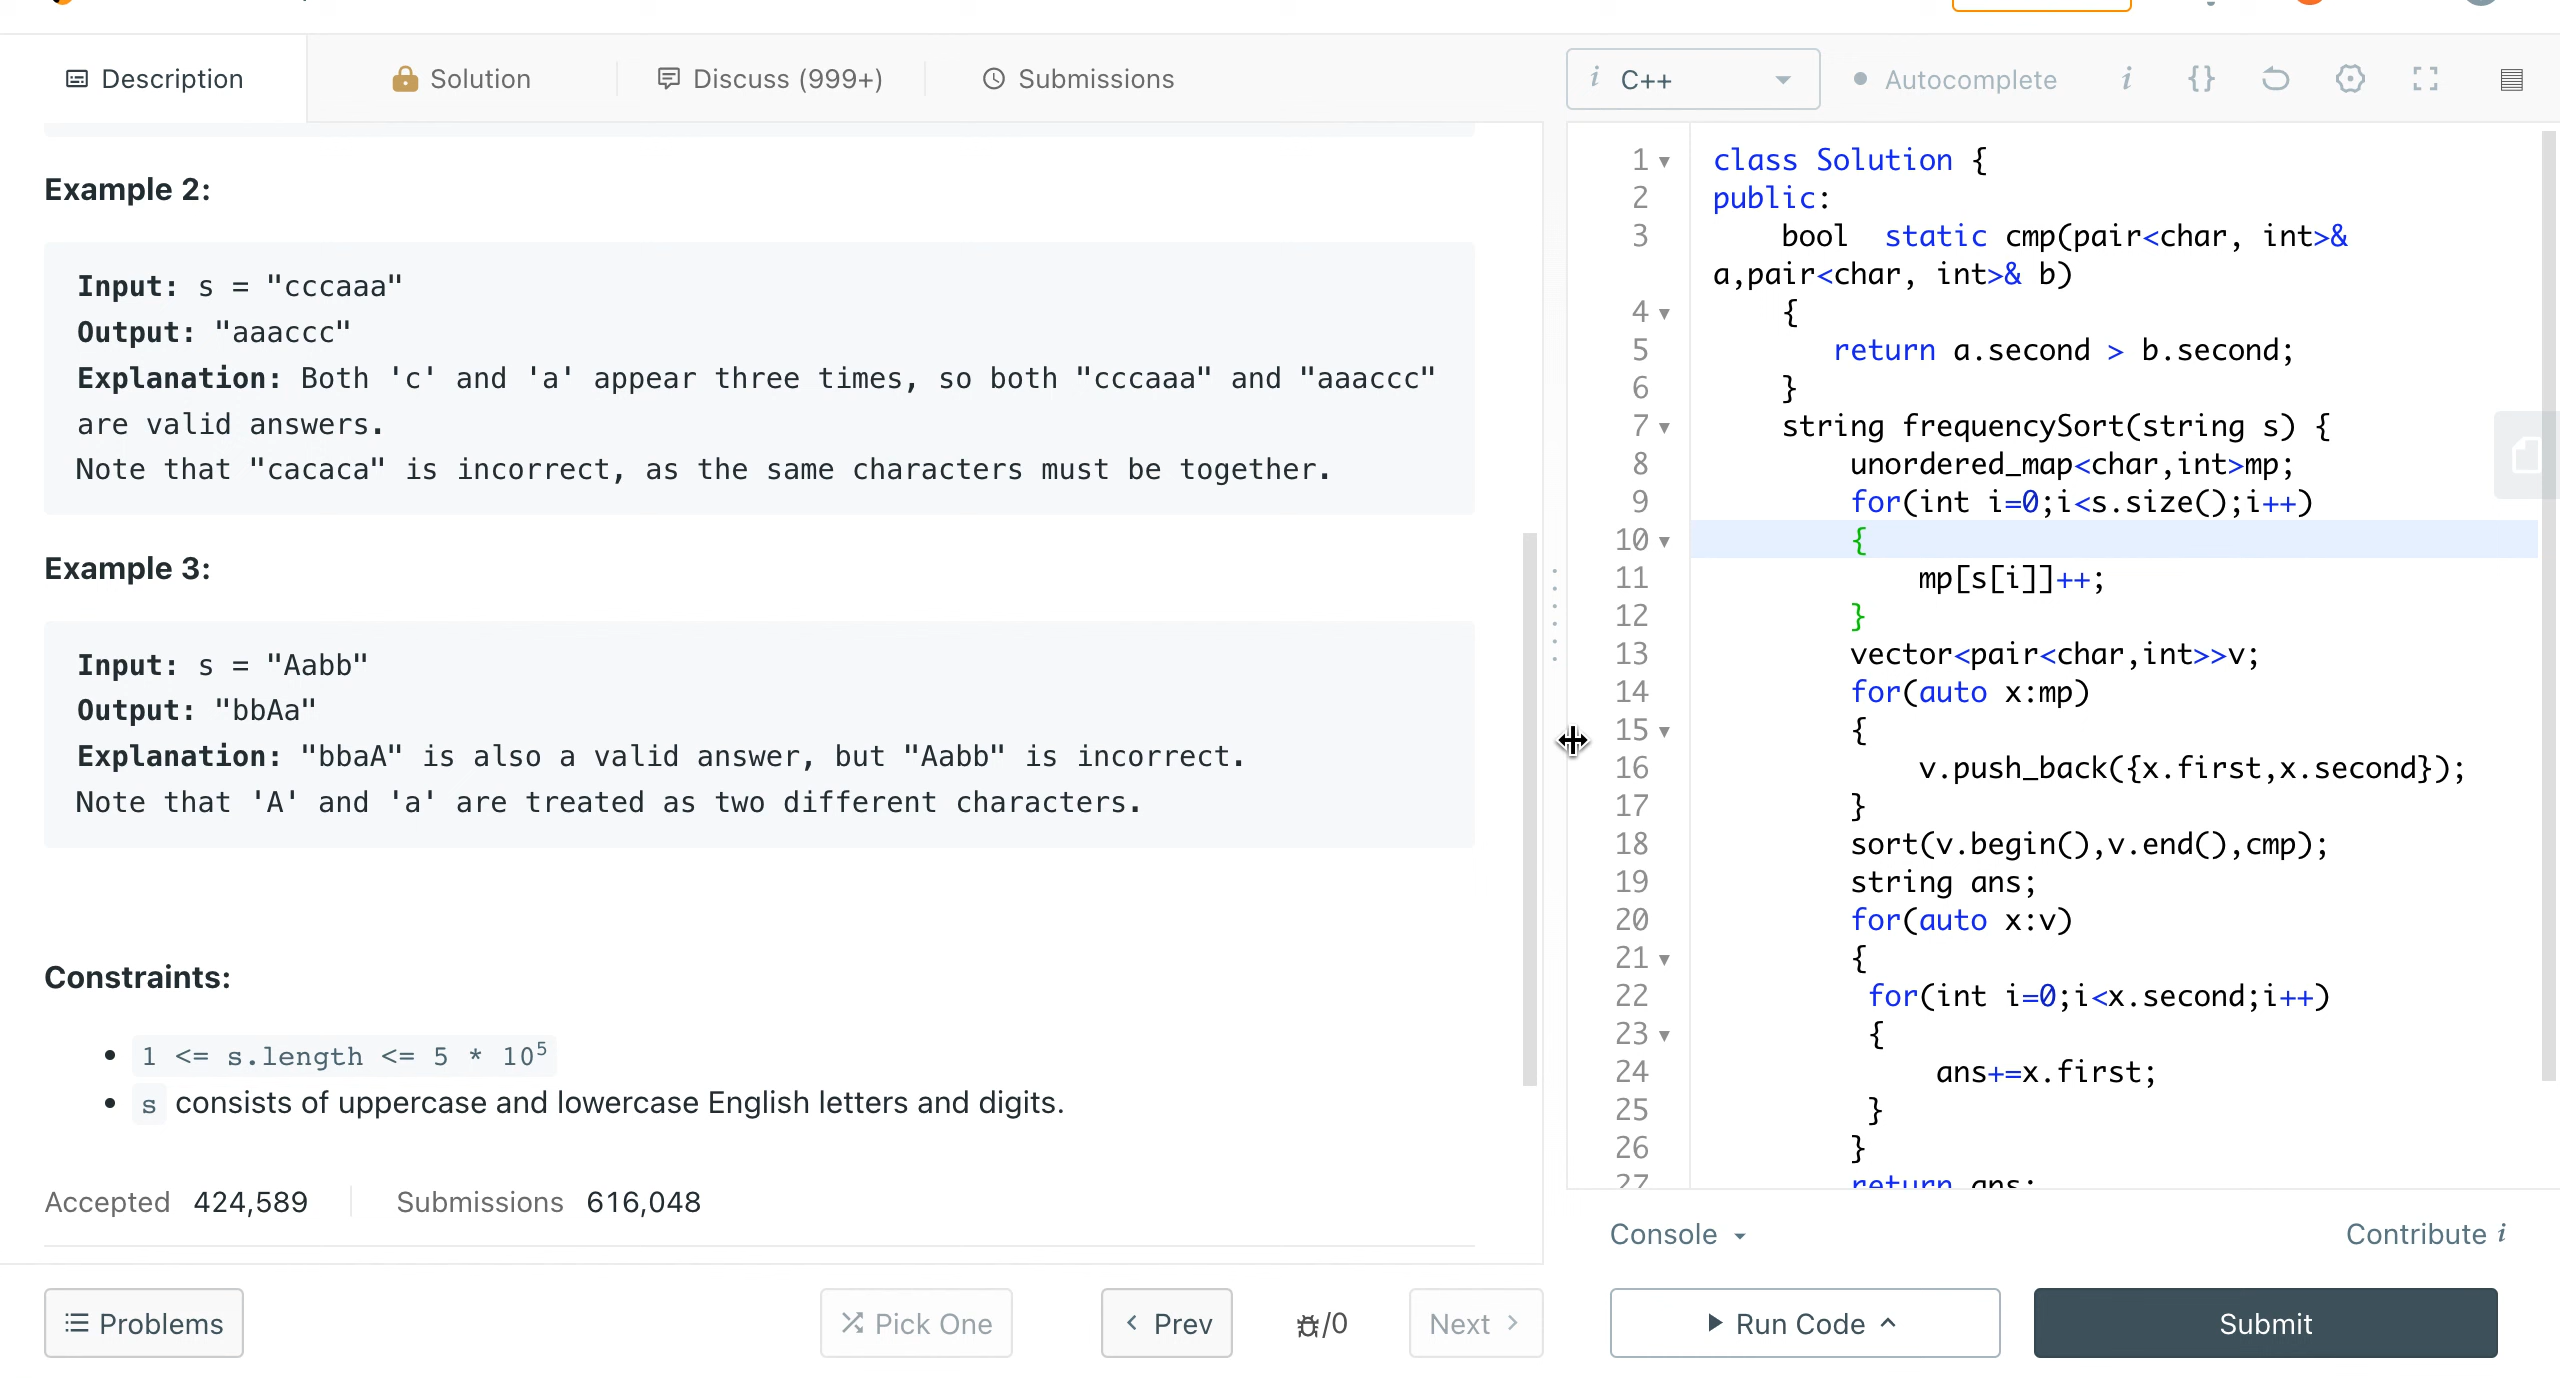 Description
Solution
Discuss (999+)
Submissions
Example 2:
Input: s = "cccaaa"
Output: "aaaccc"
Explanation: Both 'c' and 'a' appear three times, so both "cccaaa" and "aaaccc"
are valid answers.
Note that "cacaca" is incorrect, as the same characters must be together.
Example 3:
Input: s = "Aabb"
Output: "bbAa"
Explanation: "bbaA" is also a valid answer, but "Aabb" is incorrect.
Note that 'A' and 'a' are treated as two different characters.
Constraints:
1 <= s.length <= 5 * 10⁵
s consists of uppercase and lowercase English letters and digits.
Accepted 424,589
Submissions 616,048
Problems
Pick One
Prev
/0
Next
i C++
Autocomplete
i {}
1 class Solution {
2 public:
3     bool  static cmp(pair<char, int>&
a,pair<char, int>& b)
4     {
5        return a.second > b.second;
6     }
7     string frequencySort(string s) {
8         unordered_map<char,int>mp;
9         for(int i=0;i<s.size();i++)
10         {
11             mp[s[i]]++;
12         }
13         vector<pair<char,int>>v;
14         for(auto x:mp)
15         {
16             v.push_back({x.first,x.second});
17         }
18         sort(v.begin(),v.end(),cmp);
19         string ans;
20         for(auto x:v)
21         {
22          for(int i=0;i<x.second;i++)
23          {
24              ans+=x.first;
25          }
26         }
27         return ans;
Console
Contribute i
Run Code
Submit